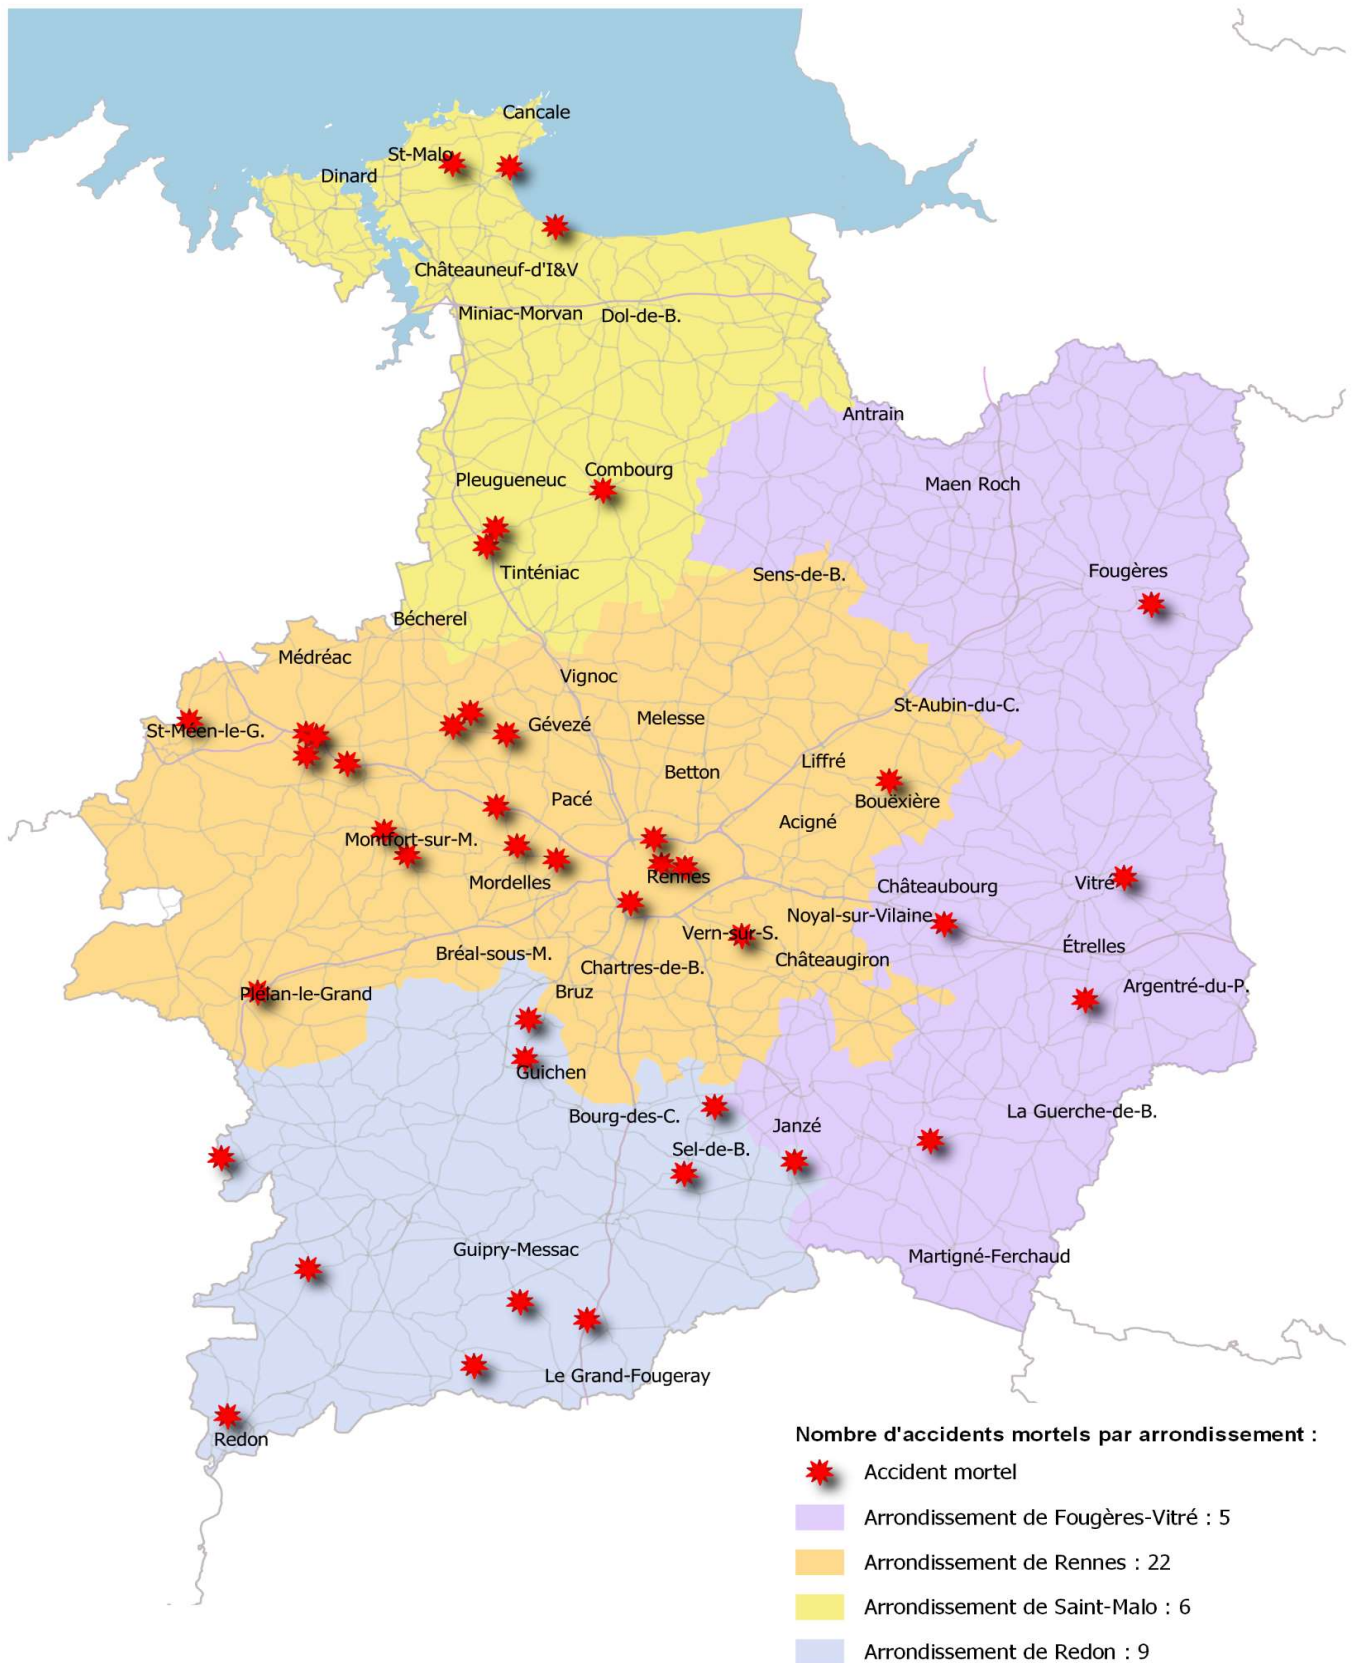 Cancale
St-Malo
Dinard
Châteauneuf-d'I&V
Miniac-Morvan
Dol-de-B.
Antrain
Combourg
Pleugueneuc
Maen Roch
Tinténiac
Sens-de-B.
Fougères
Bécherel
Médréac
Vignoc
St-Aubin-du-C.
Melesse
Gévezé
St-Méen-le-G.
Liffré
Betton
Pacé
Bouëxière
Acigné
Montfort-sur-M.
Rennes
Mordelles
Châteaubourg
Vitré
Noyal-sur-Vilaine
Vern-sur-S.
Étrelles
Bréal-sous-M.
Châteaugiron
Chartres-de-B.
Argentré-du-P.
Plélan-le-Grand
Bruz
Guichen
La Guerche-de-B.
Bourg-des-C.
Janzé
Sel-de-B.
Guipry-Messac
Martigné-Ferchaud
Le Grand-Fougeray
Redon
Nombre d'accidents mortels par arrondissement :
Accident mortel
Arrondissement de Fougères-Vitré : 5
Arrondissement de Rennes : 22
Arrondissement de Saint-Malo : 6
Arrondissement de Redon : 9